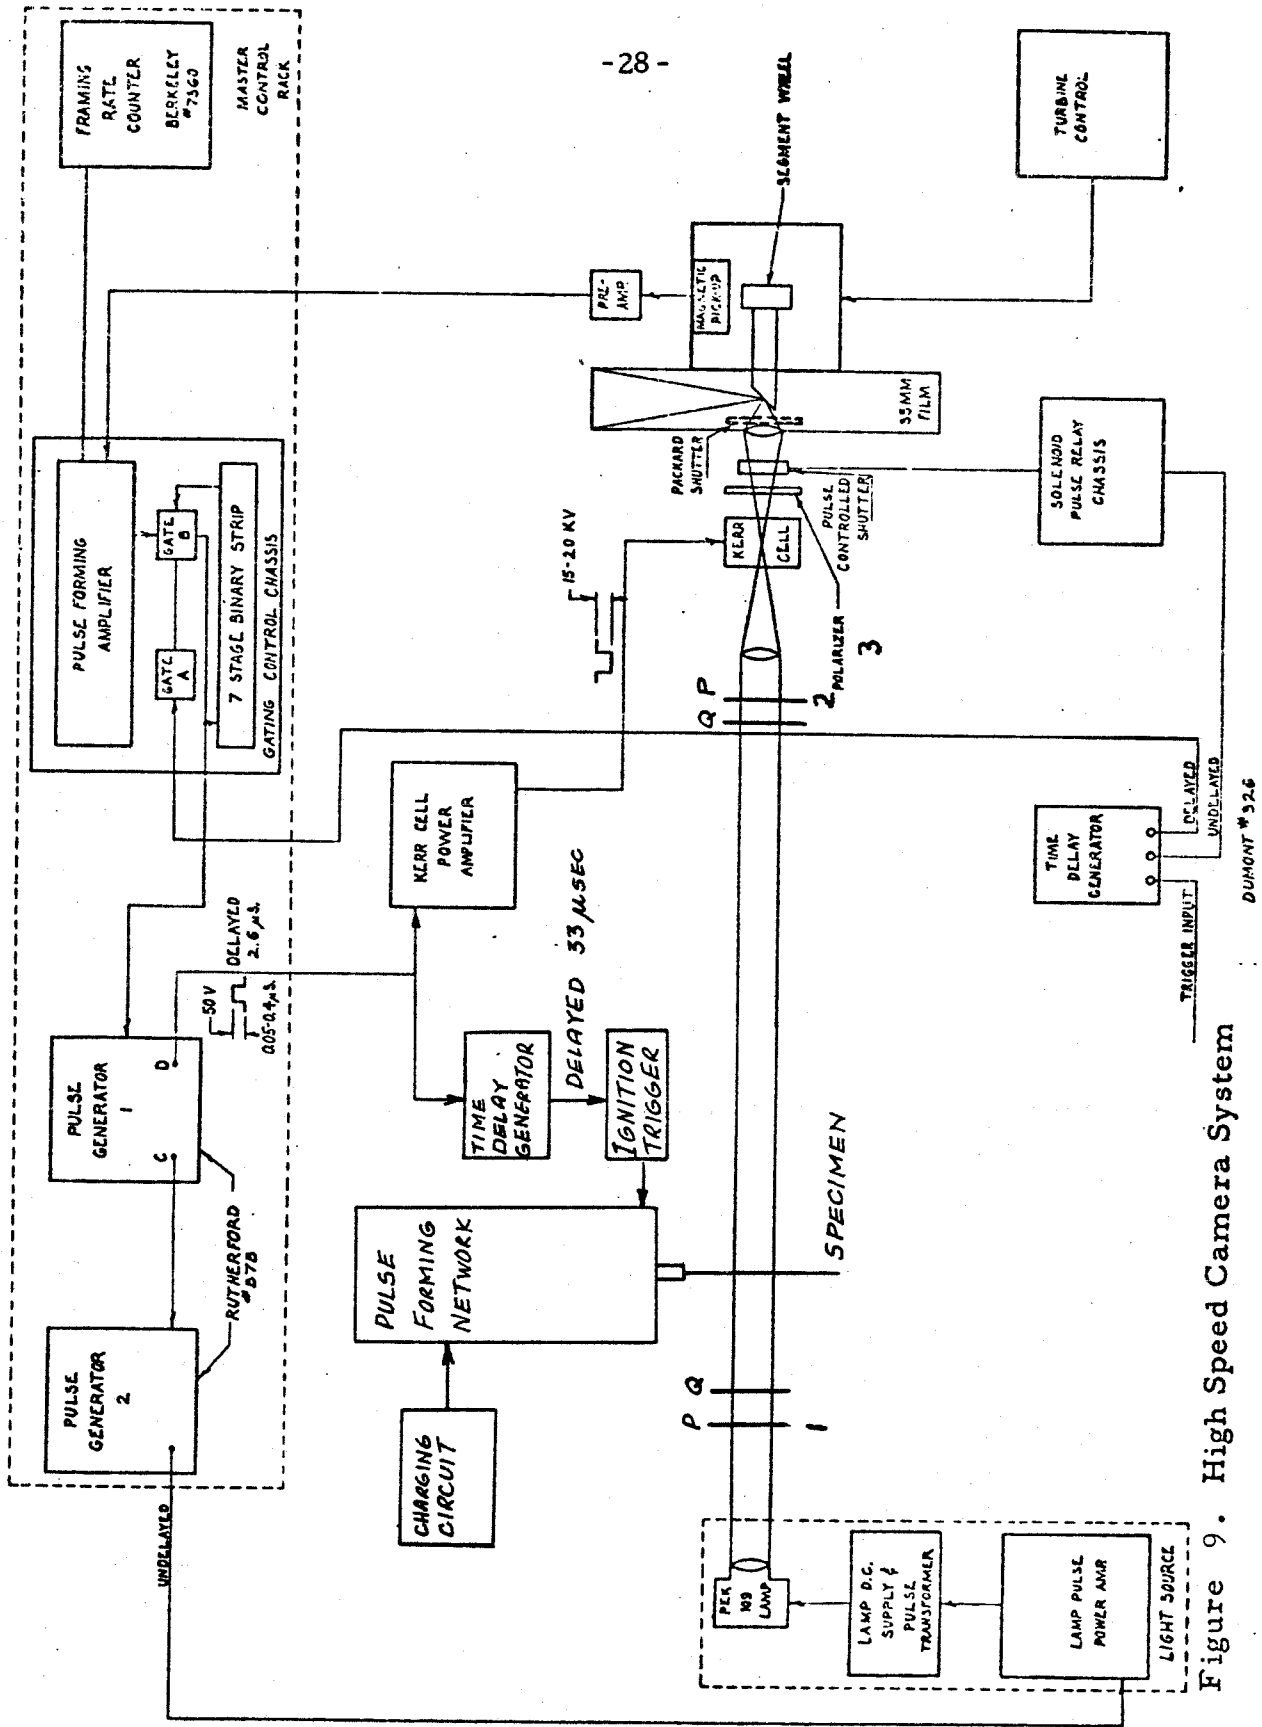 -28-
FRAMING
RATE
COUNTER
BERKELEY
#7360
MASTER
CONTROL
RACK
PULSE FORMING
AMPLIFIER
GATE
A
GATE
B
7 STAGE BINARY STRIP
GATING CONTROL CHASSIS
PULSE
GENERATOR
1
C
D
50 V
DELAYED
2.6 µS.
0.05-0.4 µS.
RUTHERFORD
#B7B
PULSE
GENERATOR
2
UNDELAYED
PRE-
AMP.
MAGNETIC
PICKUP
SEGMENT WHEEL
TURBINE
CONTROL
35MM
FILM
PACKARD
SHUTTER
PULSE
CONTROLLED
SHUTTER
KERR
CELL
15-20 KV
POLARIZER
3
SOLENOID
PULSE RELAY
CHASSIS
Q P
2
KERR CELL
POWER
AMPLIFIER
TIME
DELAY
GENERATOR
DELAYED 33 µSEC
IGNITION
TRIGGER
PULSE
FORMING
NETWORK
SPECIMEN
CHARGING
CIRCUIT
P Q
1
TIME
DELAY
GENERATOR
DELAYED
UNDELAYED
TRIGGER INPUT
DUMONT #326
PEK
109
LAMP
LAMP D.C.
SUPPLY &
PULSE
TRANSFORMER
LAMP PULSE
POWER AMP.
LIGHT SOURCE
Figure 9. High Speed Camera System